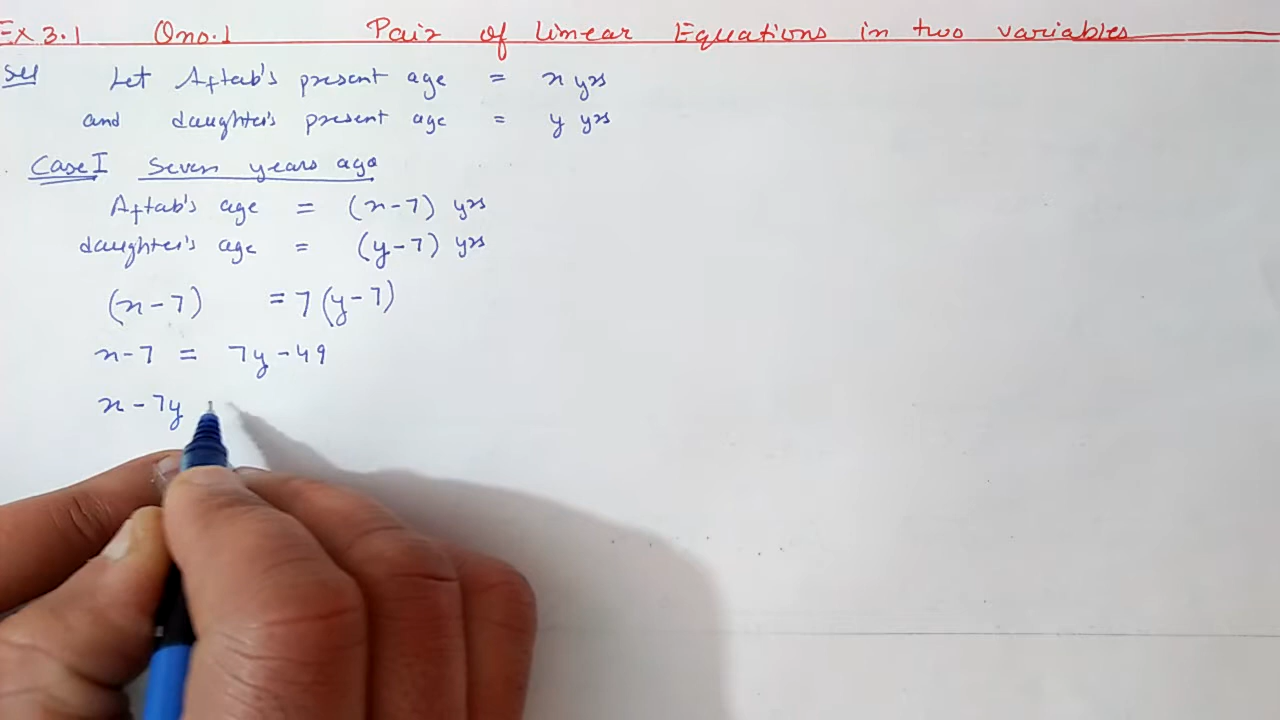 Ex 3.1 Qno.1 Pair of Linear Equations in two variables
Sol Let Aftab's present age = x yrs
and daughter's present age = y yrs
Case I Seven years ago
Aftab's age = (x-7) yrs
daughter's age = (y-7) yrs
(x-7) = 7(y-7)
x-7 = 7y-49
x-7y